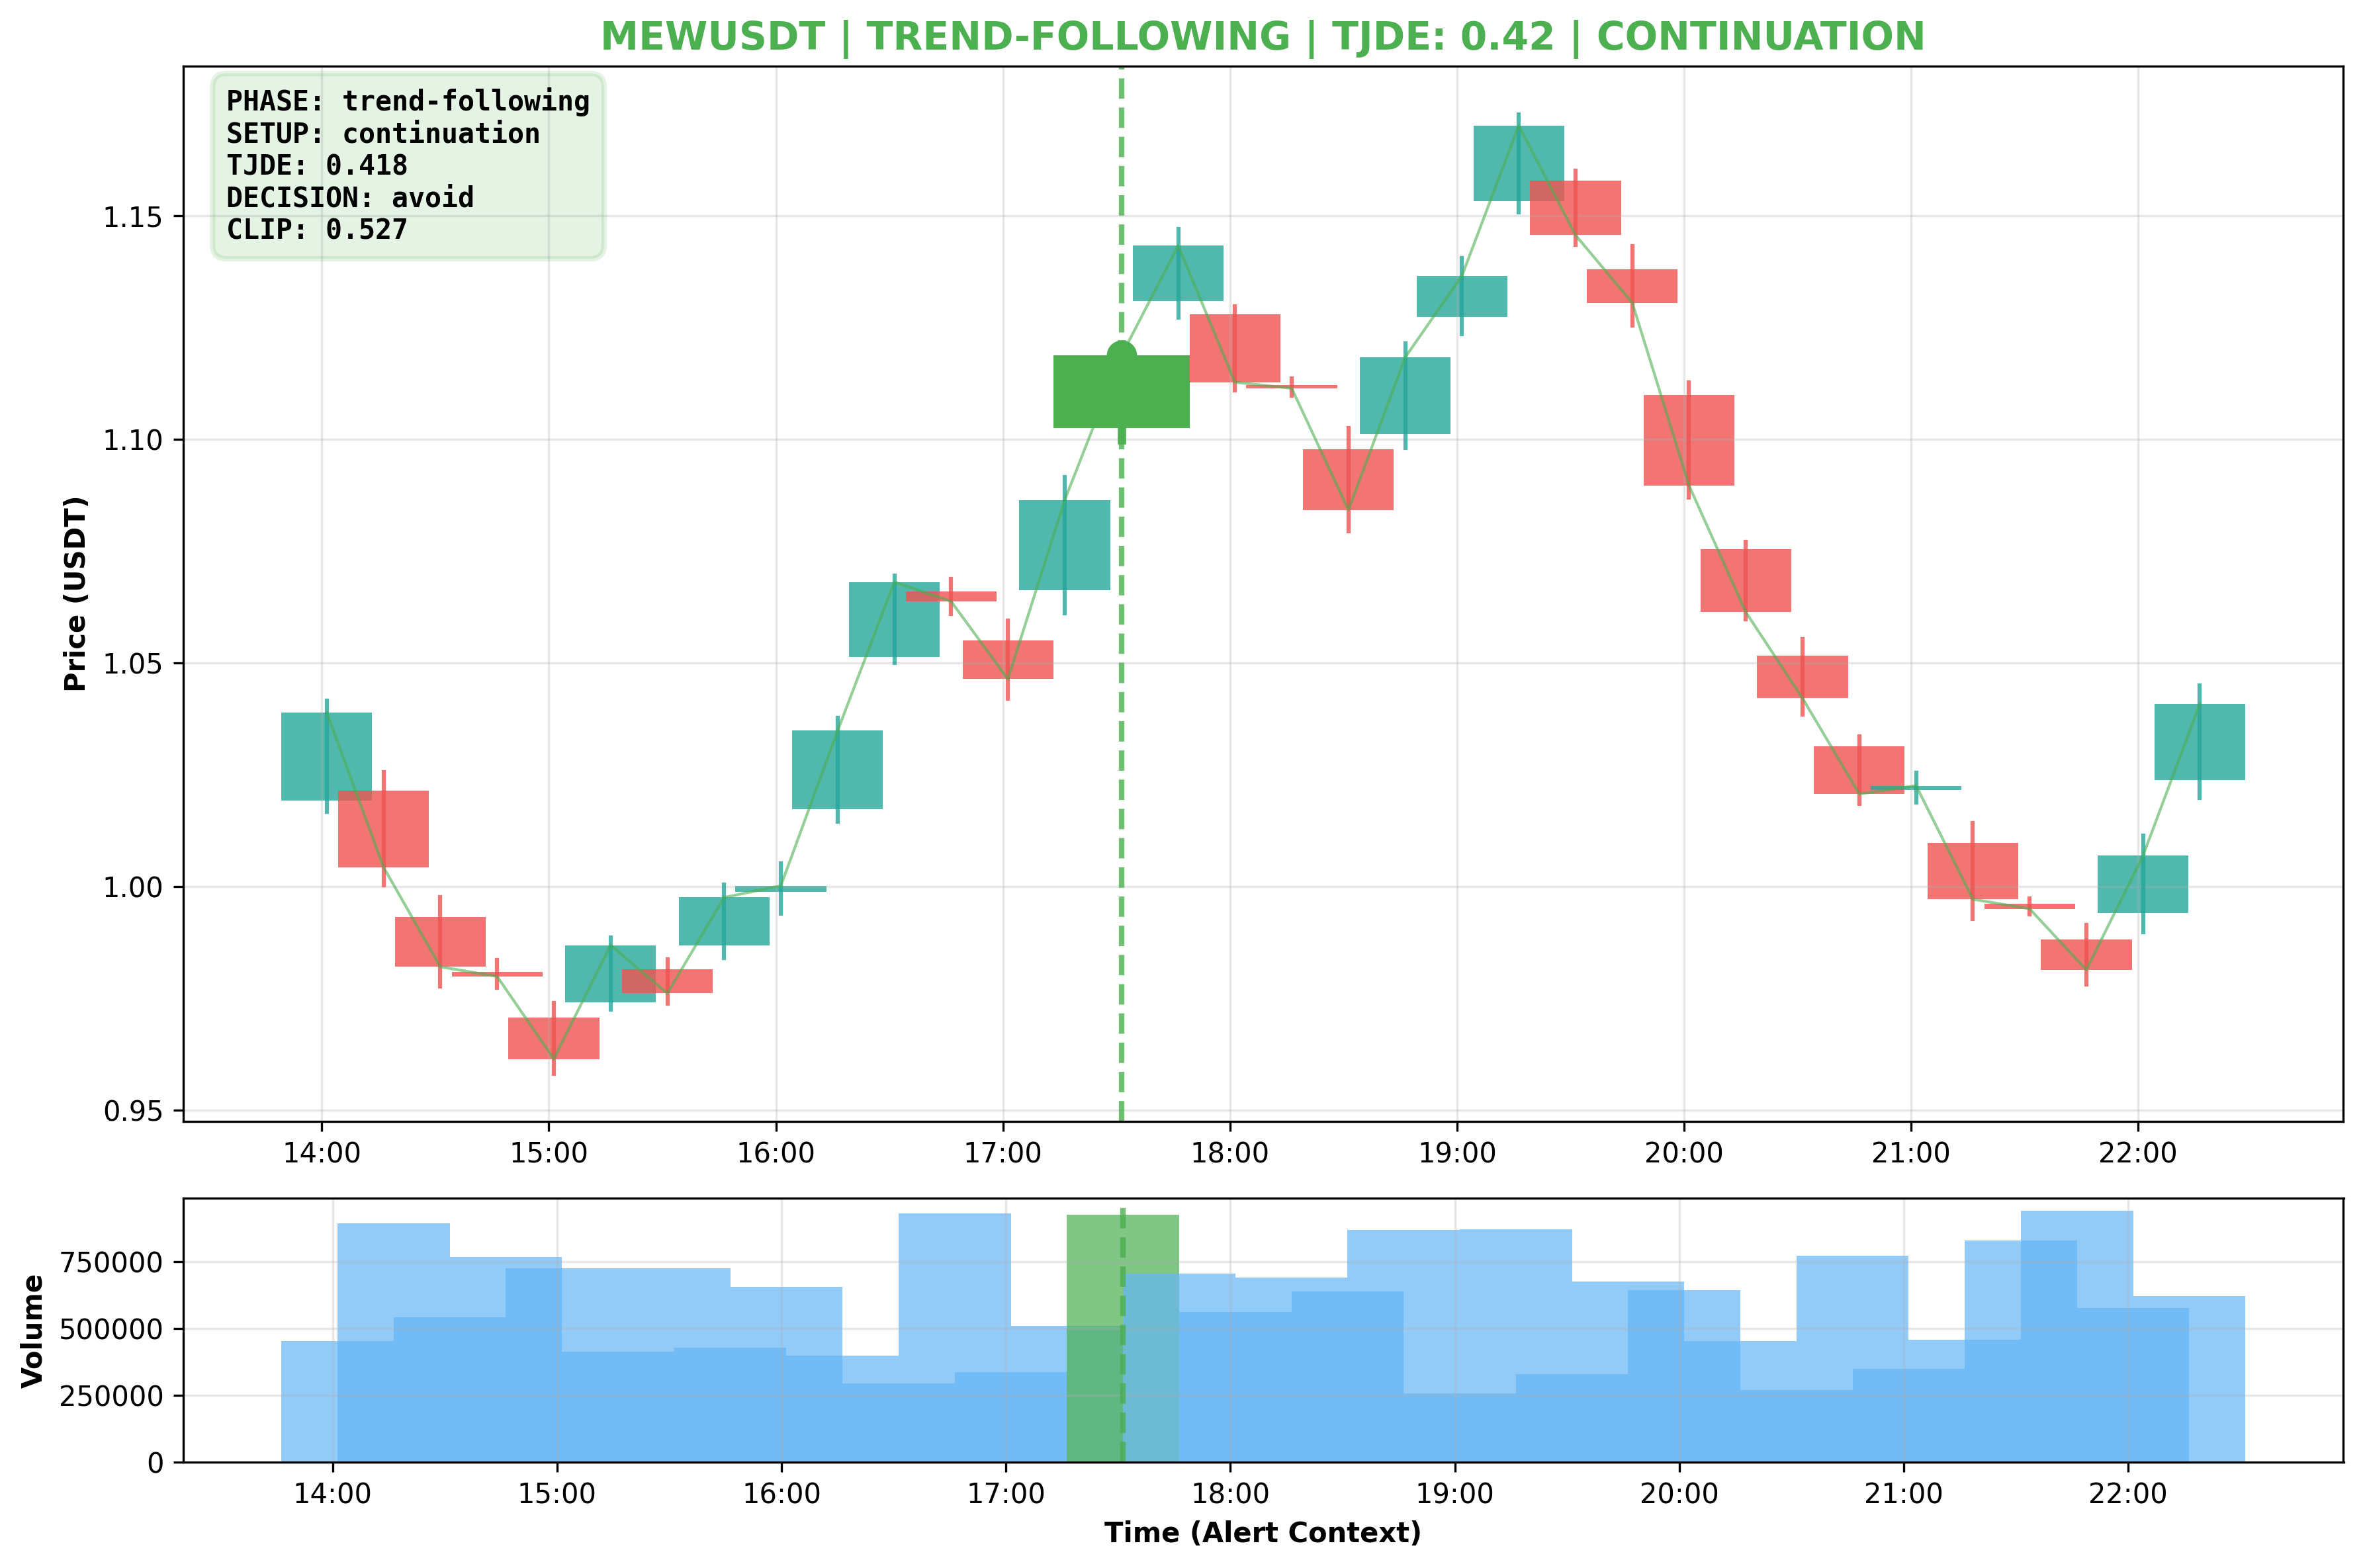 MEWUSDT | TREND-FOLLOWING | TJDE: 0.42 | CONTINUATION
PHASE: trend-following
SETUP: continuation
TJDE: 0.418
DECISION: avoid
CLIP: 0.527
Price (USDT)
1.15
1.10
1.05
1.00
0.95
14:00 15:00 16:00 17:00 18:00 19:00 20:00 21:00 22:00
Volume
750000
500000
250000
0
14:00 15:00 16:00 17:00 18:00 19:00 20:00 21:00 22:00
Time (Alert Context)